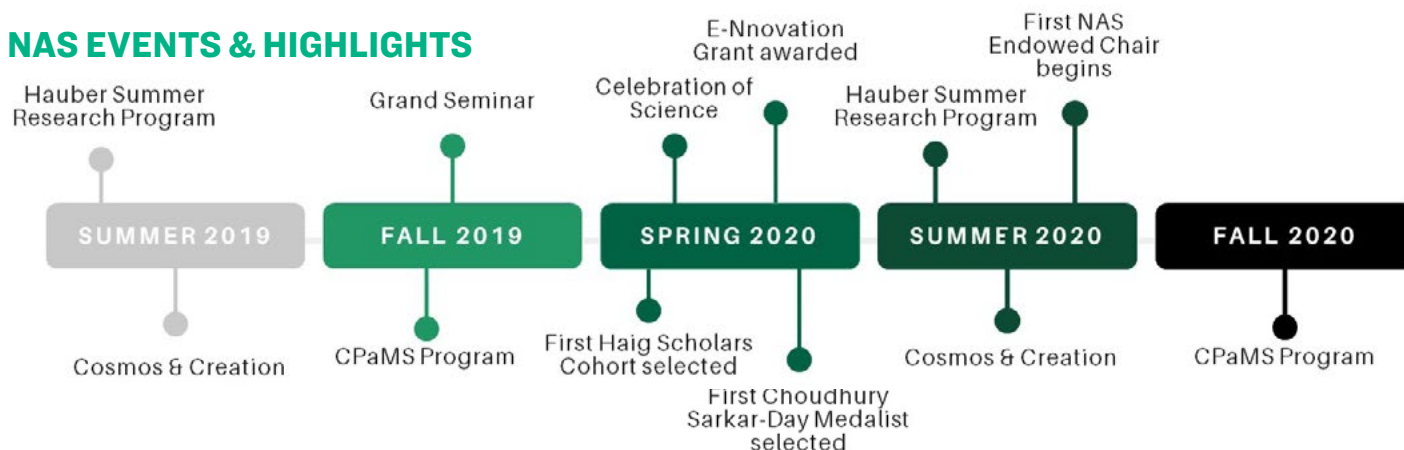 NAS EVENTS & HIGHLIGHTS
Hauber Summer
Research Program
Grand Seminar
Celebration of
Science
E-Nnovation
Grant awarded
Hauber Summer
Research Program
First NAS
Endowed Chair
begins
SUMMER 2019
FALL 2019
SPRING 2020
SUMMER 2020
FALL 2020
Cosmos & Creation
CPaMS Program
First Haig Scholars
Cohort selected
First Choudhury
Sarkar-Day Medalist
selected
Cosmos & Creation
CPaMS Program